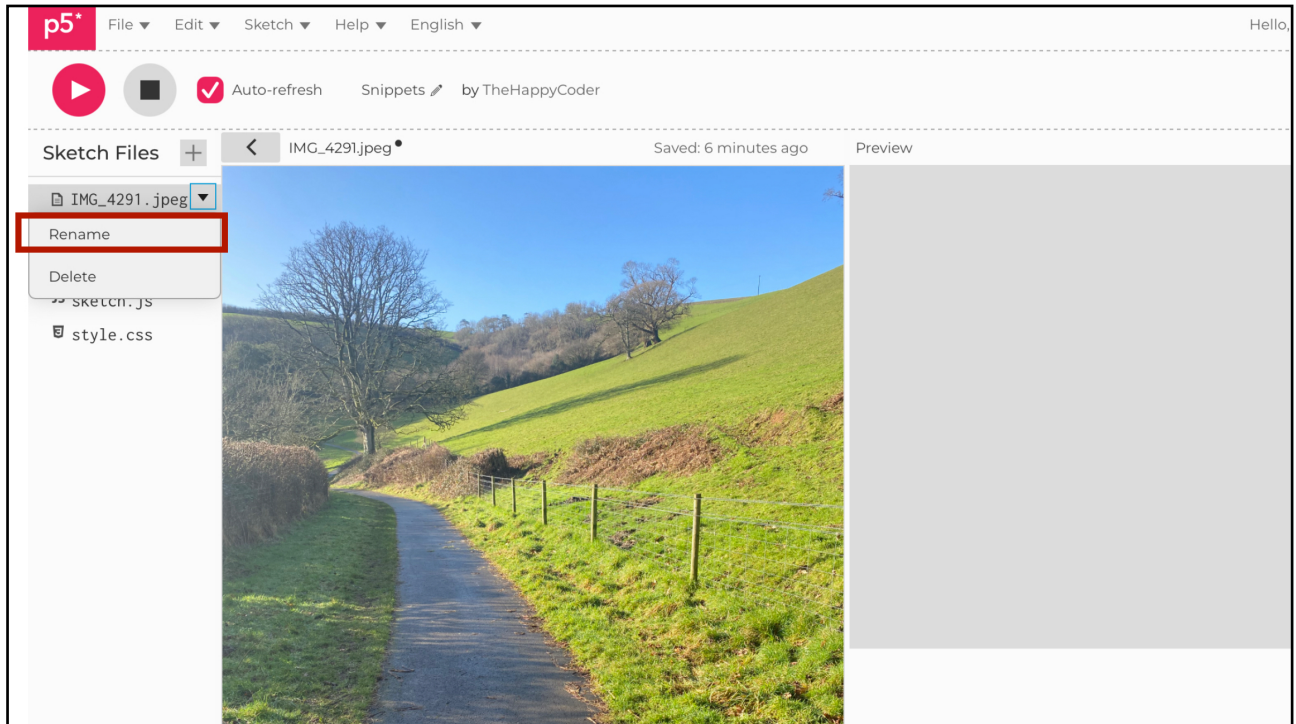 p5* File ▾ Edit ▾ Sketch ▾ Help ▾ English ▾ Hello,
Auto-refresh Snippets by TheHappyCoder
Sketch Files + < IMG_4291.jpeg● Saved: 6 minutes ago Preview
IMG_4291.jpeg ▾
Rename
Delete
sketch.js
style.css